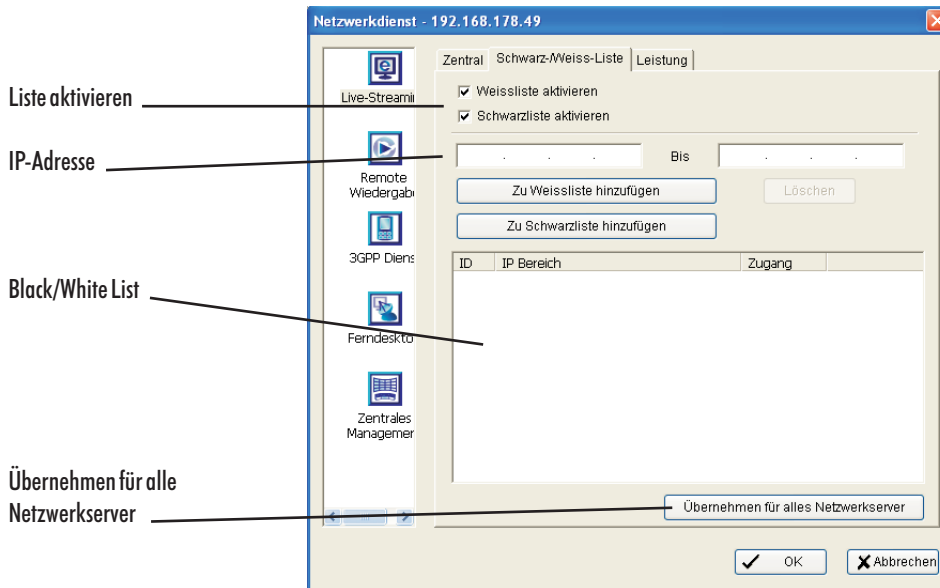 Netzwerkdienst - 192.168.178.49
Liste aktivieren
IP-Adresse
Black/White List
Übernehmen für alle
Netzwerkserver
Live-Streami
Remote
Wiedergab
3GPP Diens
Ferndeskto
Zentrales
Managemer
Zentral Schwarz-/Weiss-Liste Leistung
Weissliste aktivieren
Schwarzliste aktivieren
. . . Bis . . .
Zu Weissliste hinzufügen Löschen
Zu Schwarzliste hinzufügen
ID IP Bereich Zugang
Übernehmen für alles Netzwerkserver
OK Abbrechen